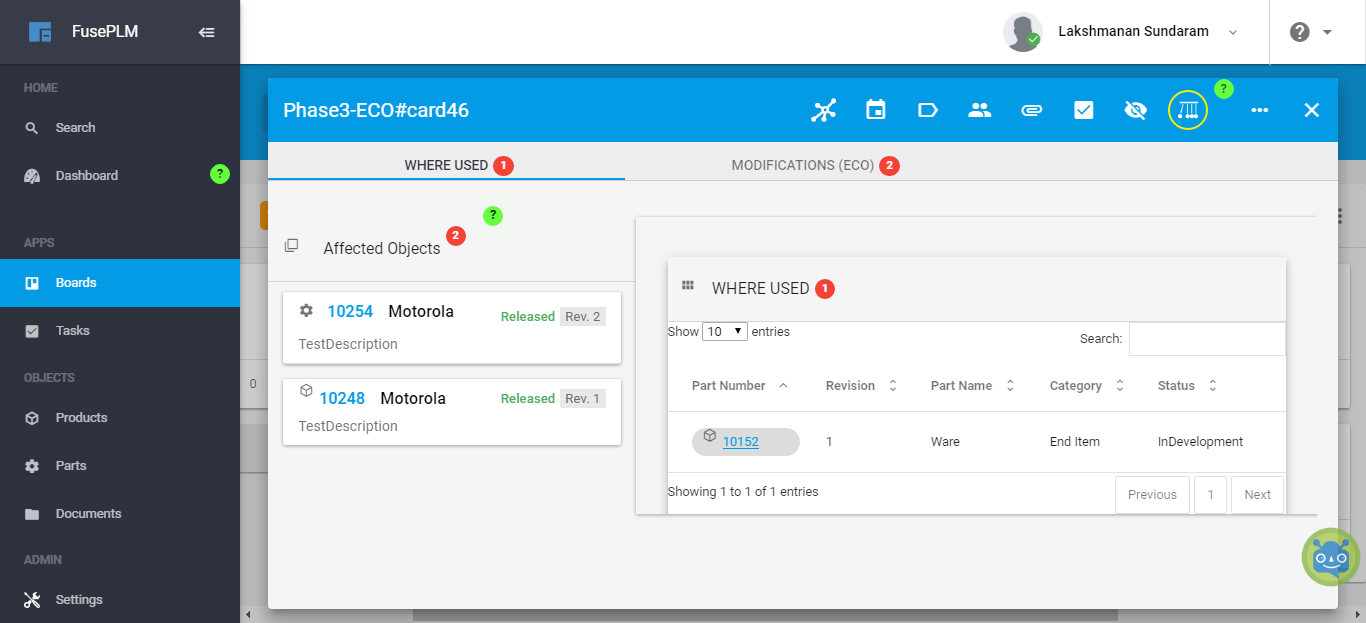 FusePLM
Lakshmanan Sundaram
?
HOME
Search
Dashboard
?
APPS
Boards
Tasks
OBJECTS
Products
Parts
Documents
ADMIN
Settings
Phase3-ECO#card46
?
WHERE USED 1
MODIFICATIONS (ECO) 2
?
Affected Objects 2
10254 Motorola Released Rev. 2
TestDescription
10248 Motorola Released Rev. 1
TestDescription
WHERE USED 1
Show 10 entries
Search:
Part Number Revision Part Name Category Status
10152 1 Ware End Item InDevelopment
Showing 1 to 1 of 1 entries
Previous 1 Next
0